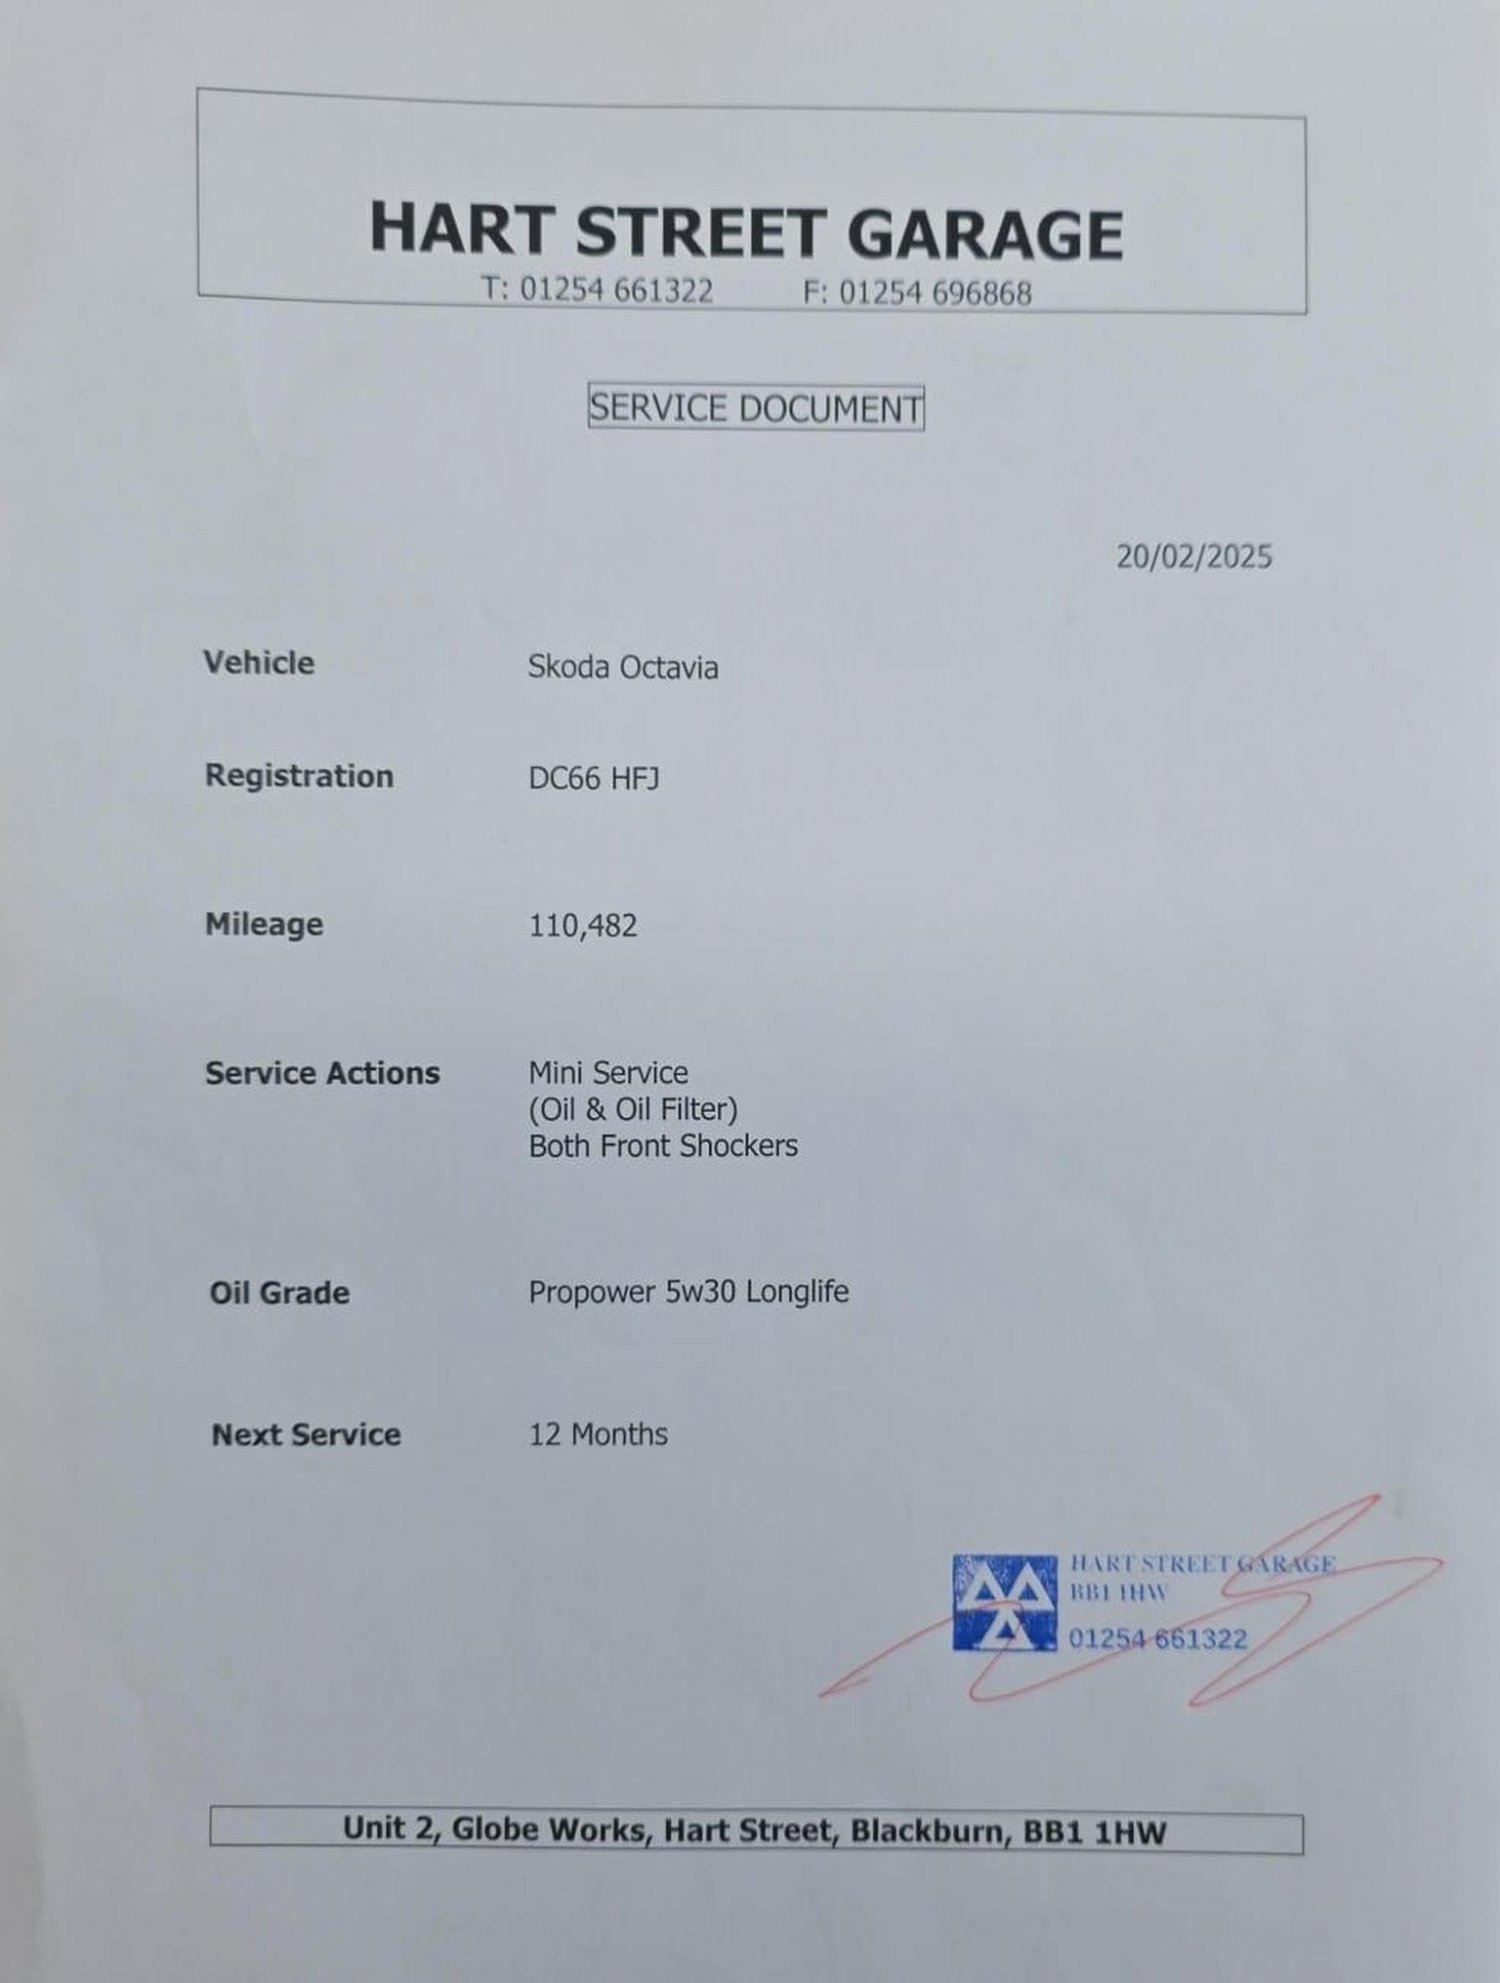 HART STREET GARAGE
T: 01254 661322 F: 01254 696868
SERVICE DOCUMENT
20/02/2025
Vehicle Skoda Octavia
Registration DC66 HFJ
Mileage 110,482
Service Actions Mini Service
(Oil & Oil Filter)
Both Front Shockers
Oil Grade Propower 5w30 Longlife
Next Service 12 Months
HART STREET GARAGE
BB1 1HW
01254 661322
Unit 2, Globe Works, Hart Street, Blackburn, BB1 1HW